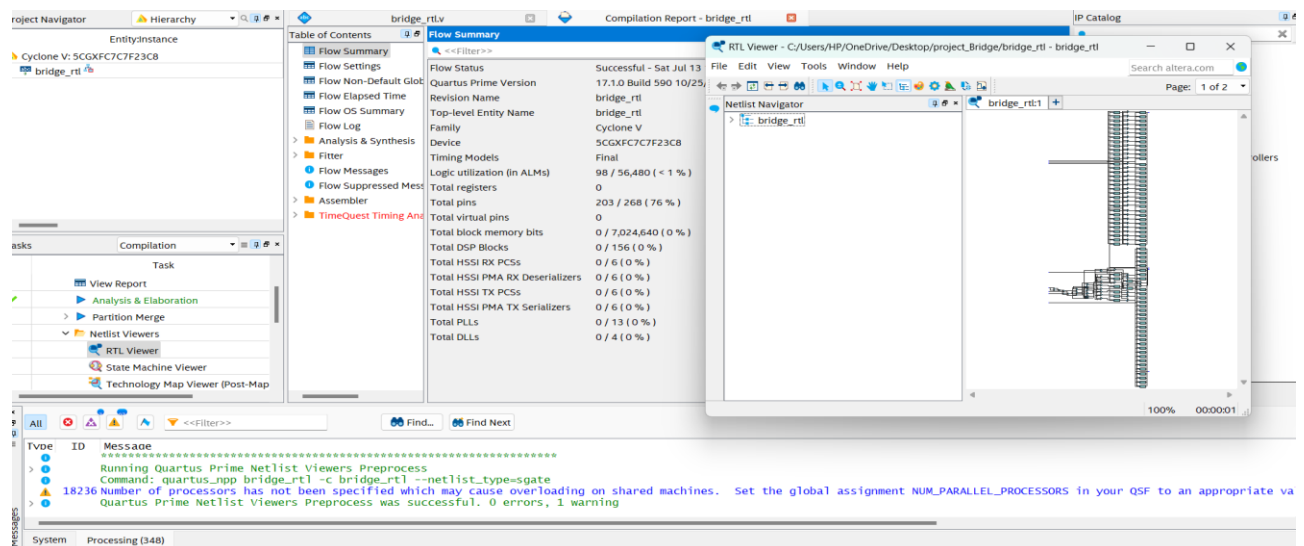 roject Navigator
Hierarchy
Entity:Instance
Cyclone V: 5CGXFC7C7F23C8
bridge_rtl
asks
Compilation
Task
View Report
Analysis & Elaboration
Partition Merge
Netlist Viewers
RTL Viewer
State Machine Viewer
Technology Map Viewer (Post-Map
bridge_rtl.v
Compilation Report - bridge_rtl
Table of Contents
Flow Summary
Flow Settings
Flow Non-Default Glob
Flow Elapsed Time
Flow OS Summary
Flow Log
Analysis & Synthesis
Fitter
Flow Messages
Flow Suppressed Mess
Assembler
TimeQuest Timing Ana
Flow Summary
<<Filter>>
Flow Status Successful - Sat Jul 13
Quartus Prime Version 17.1.0 Build 590 10/25/
Revision Name bridge_rtl
Top-level Entity Name bridge_rtl
Family Cyclone V
Device 5CGXFC7C7F23C8
Timing Models Final
Logic utilization (in ALMs) 98 / 56,480 ( < 1 % )
Total registers 0
Total pins 203 / 268 ( 76 % )
Total virtual pins 0
Total block memory bits 0 / 7,024,640 ( 0 % )
Total DSP Blocks 0 / 156 ( 0 % )
Total HSSI RX PCSs 0 / 6 ( 0 % )
Total HSSI PMA RX Deserializers 0 / 6 ( 0 % )
Total HSSI TX PCSs 0 / 6 ( 0 % )
Total HSSI PMA TX Serializers 0 / 6 ( 0 % )
Total PLLs 0 / 13 ( 0 % )
Total DLLs 0 / 4 ( 0 % )
IP Catalog
ollers
RTL Viewer - C:/Users/HP/OneDrive/Desktop/project_Bridge/bridge_rtl - bridge_rtl
File Edit View Tools Window Help
Search altera.com
Page: 1 of 2
Netlist Navigator
bridge_rtl:1
bridge_rtl
100% 00:00:01
All
<<Filter>>
Find...
Find Next
Type ID Message
*******************************************************************
Running Quartus Prime Netlist Viewers Preprocess
Command: quartus_npp bridge_rtl -c bridge_rtl --netlist_type=sgate
18236 Number of processors has not been specified which may cause overloading on shared machines. Set the global assignment NUM_PARALLEL_PROCESSORS in your QSF to an appropriate va
Quartus Prime Netlist Viewers Preprocess was successful. 0 errors, 1 warning
Messages
System Processing (348)